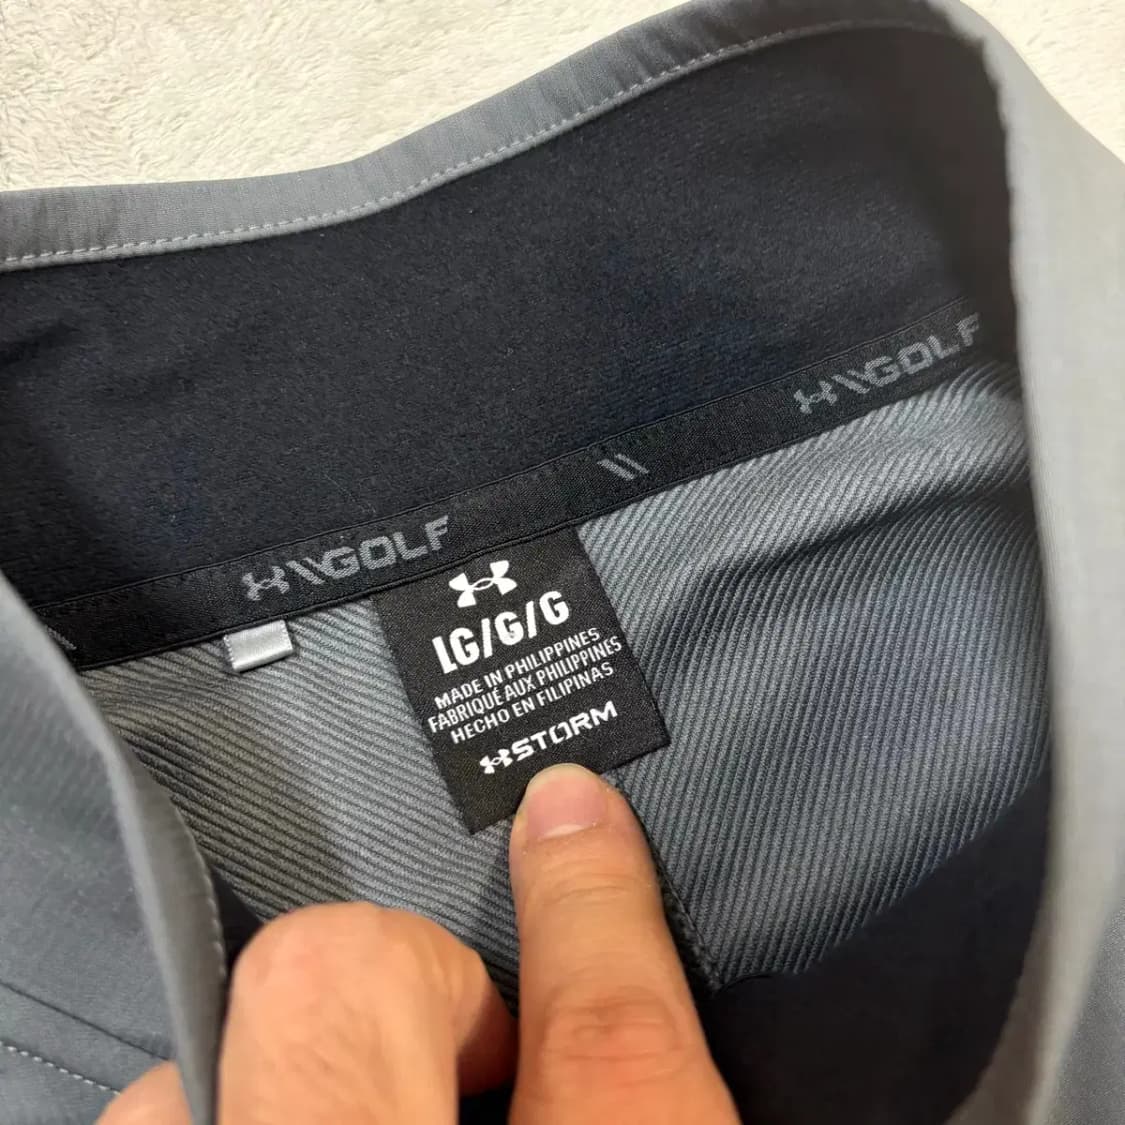 GOLF
GOLF
LG/G/G
MADE IN PHILIPPINES
FABRIQUÉ AUX PHILIPPINES
HECHO EN FILIPINAS
STORM